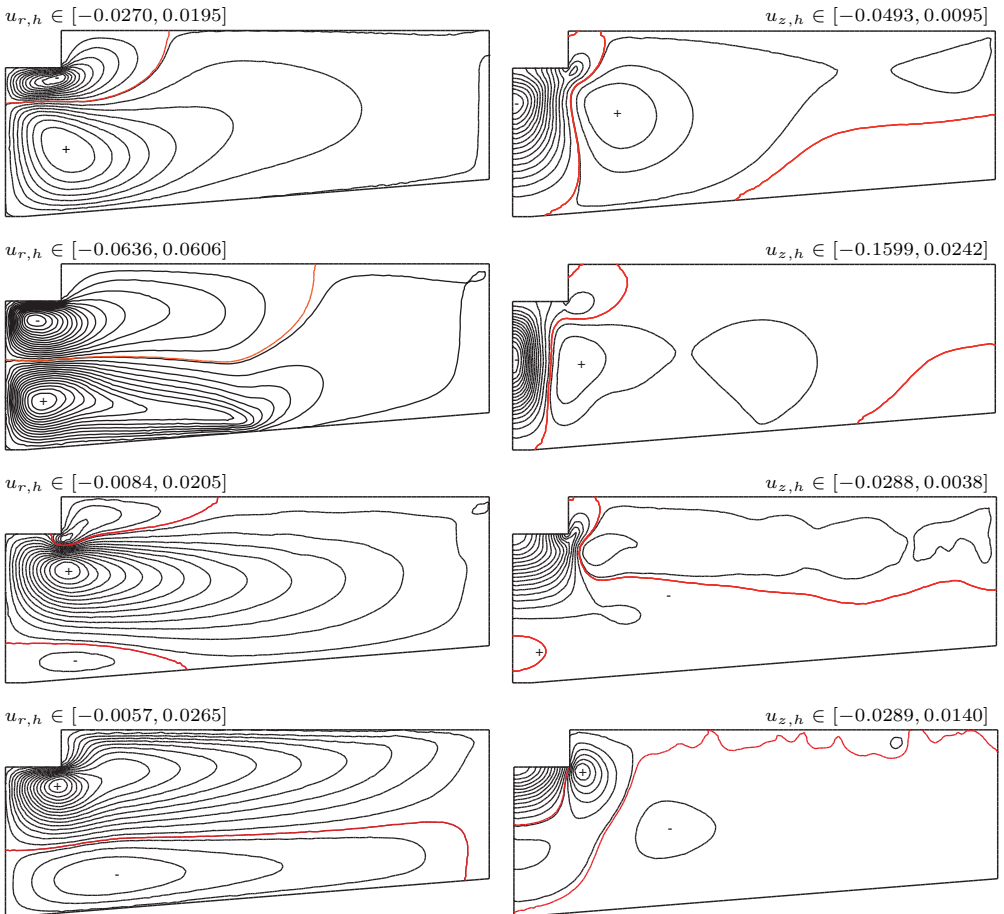 u_{r,h} ∈ [−0.0270, 0.0195]
u_{z,h} ∈ [−0.0493, 0.0095]
-
+
-
+
u_{r,h} ∈ [−0.0636, 0.0606]
u_{z,h} ∈ [−0.1599, 0.0242]
-
+
-
+
u_{r,h} ∈ [−0.0084, 0.0205]
u_{z,h} ∈ [−0.0288, 0.0038]
+
-
-
+
u_{r,h} ∈ [−0.0057, 0.0265]
u_{z,h} ∈ [−0.0289, 0.0140]
+
-
+
-